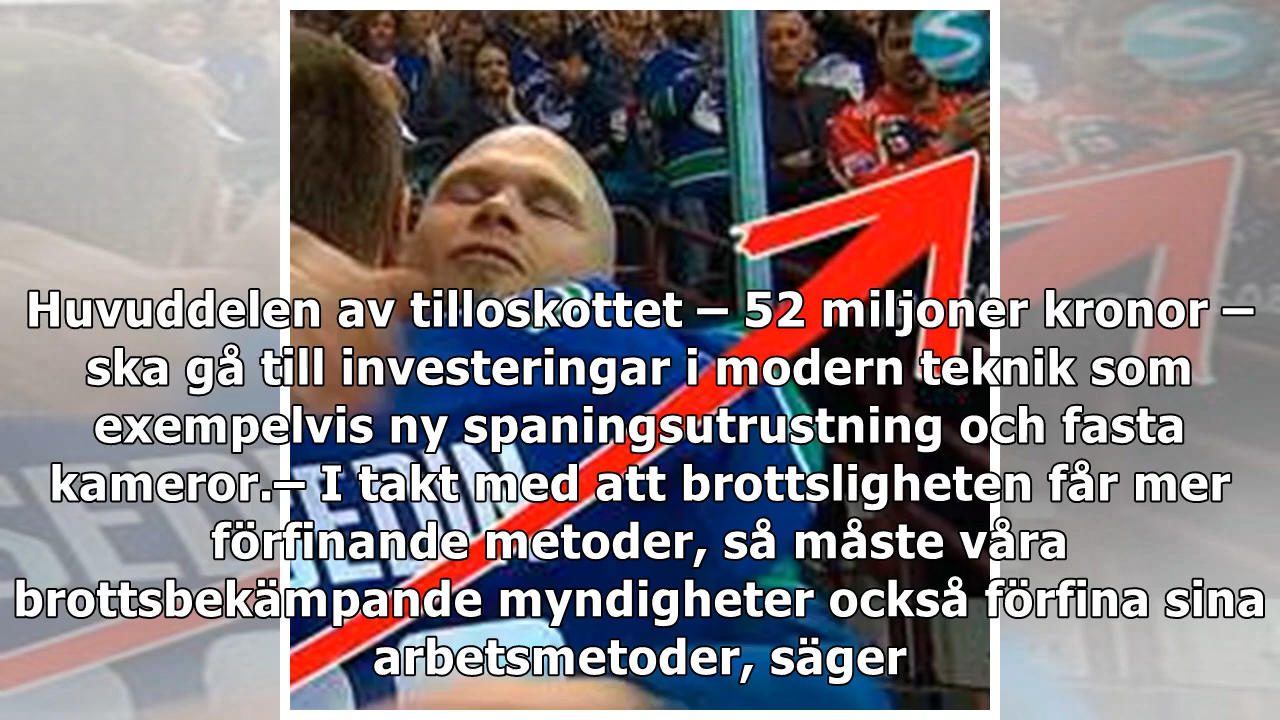 Huvuddelen av tilloskottet – 52 miljoner kronor –
ska gå till investeringar i modern teknik som
exempelvis ny spaningsutrustning och fasta
kameror.– I takt med att brottsligheten får mer
förfinande metoder, så måste våra
brottsbekämpande myndigheter också förfina sina
arbetsmetoder, säger
SEDIN